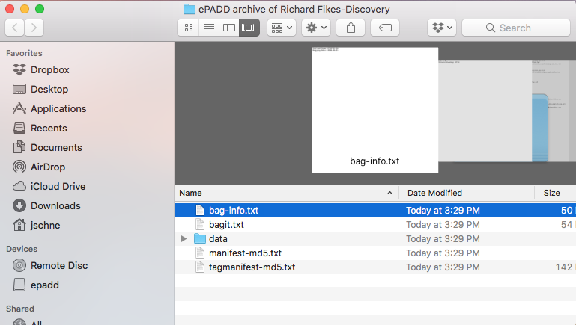 ePADD archive of Richard Fikes-Discovery
Search
Favorites
Dropbox
Desktop
Applications
Recents
Documents
AirDrop
iCloud Drive
Downloads
jschne
Devices
Remote Disc
epadd
Shared
All
bag-info.txt
Name Date Modified Size
bag-info.txt Today at 3:29 PM 60
bagit.txt Today at 3:29 PM 54
data Today at 3:29 PM
manifest-md5.txt Today at 3:29 PM
tagmanifest-md5.txt Today at 3:29 PM 142